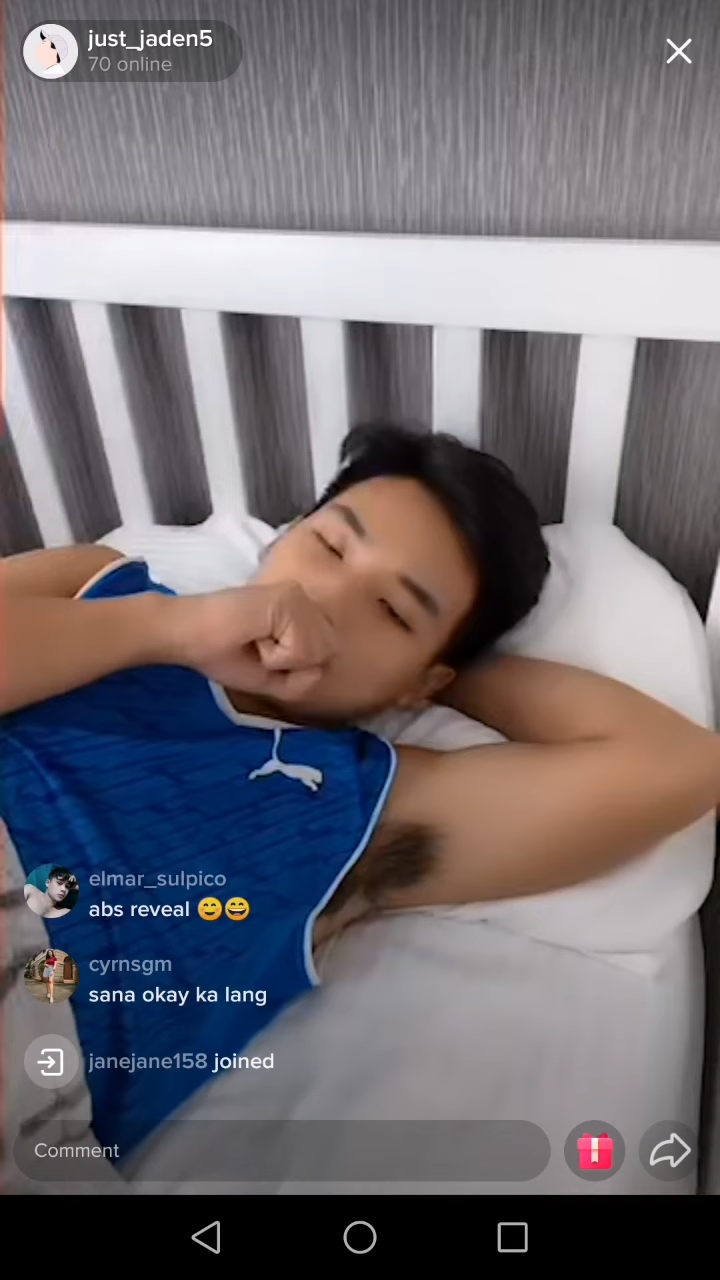 just_jaden5
70 online
elmar_sulpico
abs reveal 😊😄
cyrnsgm
sana okay ka lang
janejane158 joined
Comment